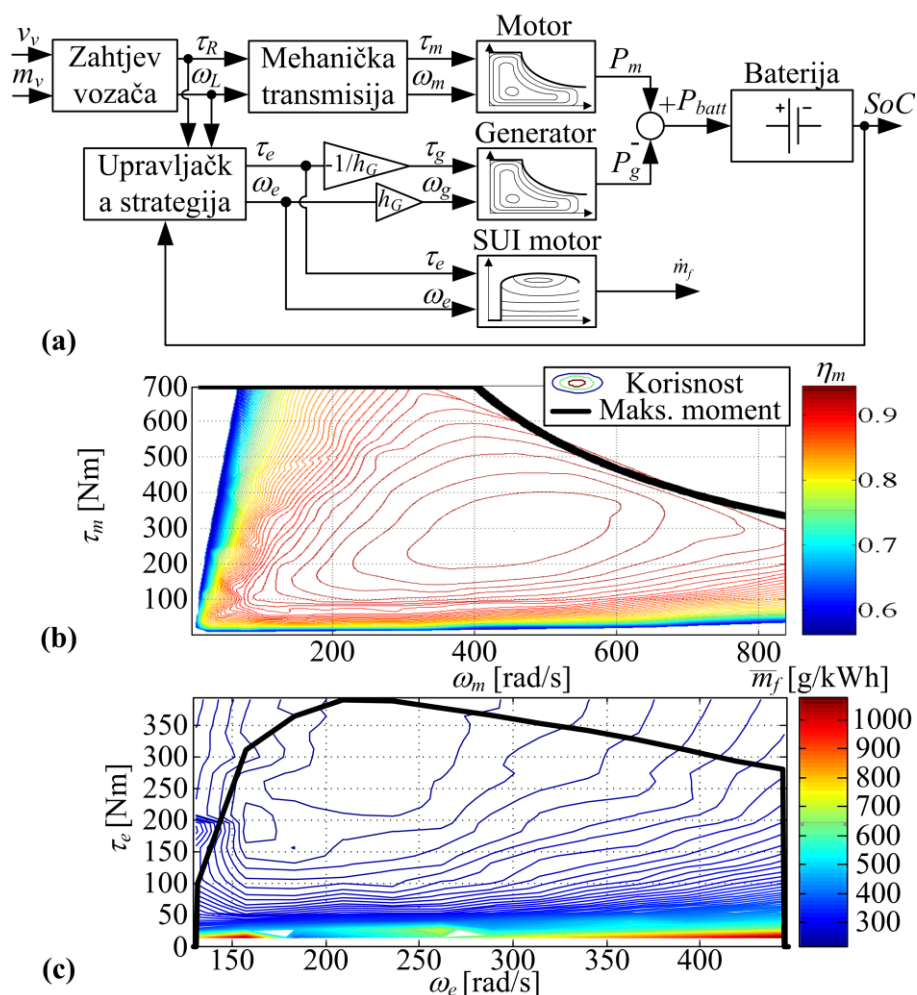 v_v
m_v
Zahtjev
vozača
τ_R
ω_L
Mehanička
transmisija
τ_m
ω_m
Motor
P_m
+
P_batt
-
P_g
Baterija
+ -
SoC
Upravljačk
a strategija
τ_e
ω_e
-1/h_G
h_G
τ_g
ω_g
Generator
SUI motor
τ_e
ω_e
ṁ_f
(a)
Korisnost
Maks. moment
η_m
700
600
500
400
300
200
100
τ_m [Nm]
200 400 600 800
ω_m [rad/s]
0.9
0.8
0.7
0.6
(b)
m̅_f [g/kWh]
350
300
250
200
150
100
50
0
τ_e [Nm]
150 200 250 300 350 400
ω_e [rad/s]
1000
900
800
700
600
500
400
300
(c)